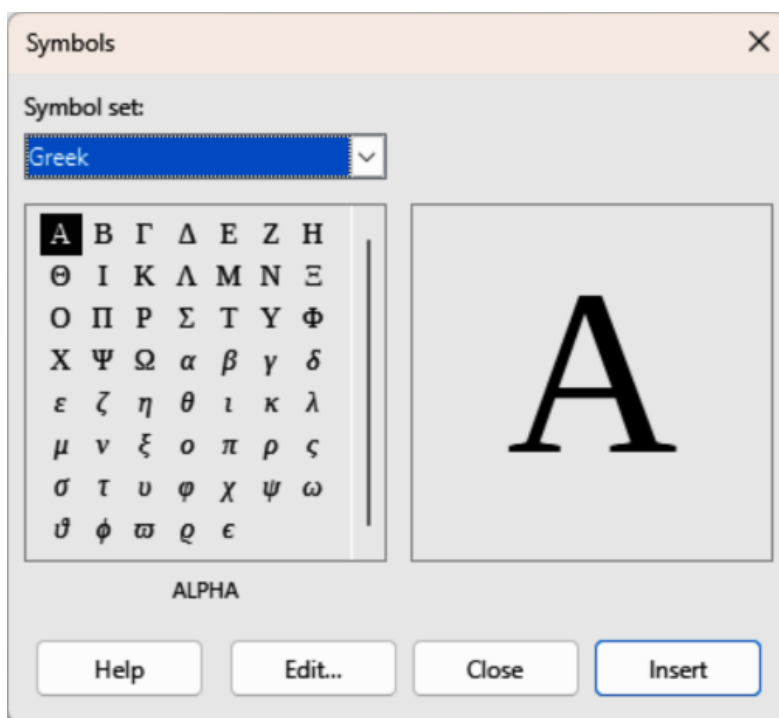 Symbols
Symbol set:
Greek
Α Β Γ Δ Ε Ζ Η
Θ Ι Κ Λ Μ Ν Ξ
Ο Π Ρ Σ Τ Υ Φ
Χ Ψ Ω α β γ δ
ε ζ η θ ι κ λ
μ ν ξ ο π ρ ς
σ τ υ φ χ ψ ω
ϑ ϕ ϖ ϱ ϵ
Α
ALPHA
Help Edit... Close Insert